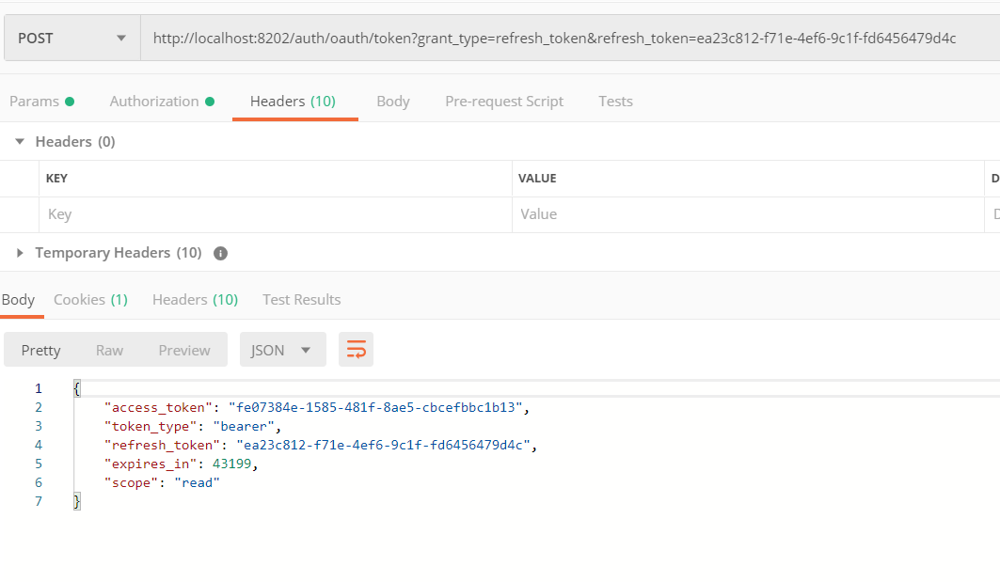 POST http://localhost:8202/auth/oauth/token?grant_type=refresh_token&refresh_token=ea23c812-f71e-4ef6-9c1f-fd6456479d4c
Params Authorization Headers (10) Body Pre-request Script Tests
Headers (0)
KEY VALUE D
Key Value D
Temporary Headers (10) i
Body Cookies (1) Headers (10) Test Results
Pretty Raw Preview JSON
1 {
2 "access_token": "fe07384e-1585-481f-8ae5-cbcefbbc1b13",
3 "token_type": "bearer",
4 "refresh_token": "ea23c812-f71e-4ef6-9c1f-fd6456479d4c",
5 "expires_in": 43199,
6 "scope": "read"
7 }